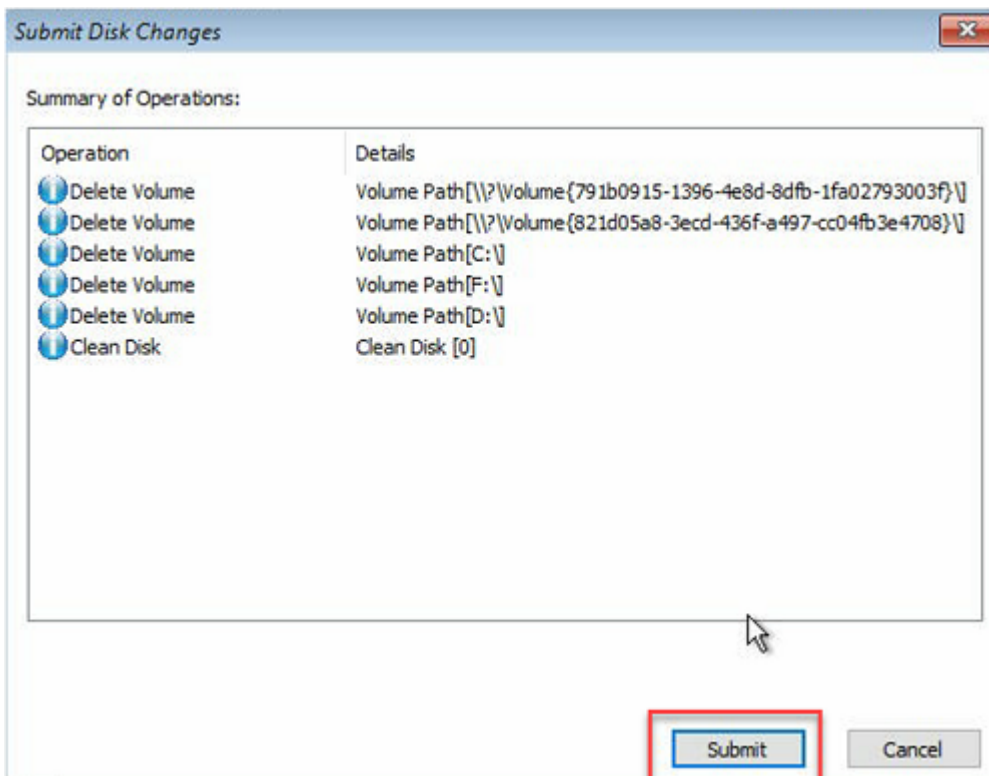 Submit Disk Changes
Summary of Operations:
Operation Details
Delete Volume Volume Path[\\?\Volume{791b0915-1396-4e8d-8dfb-1fa02793003f}\]
Delete Volume Volume Path[\\?\Volume{821d05a8-3ecd-436f-a497-cc04fb3e4708}\]
Delete Volume Volume Path[C:\]
Delete Volume Volume Path[F:\]
Delete Volume Volume Path[D:\]
Clean Disk Clean Disk [0]
Submit Cancel